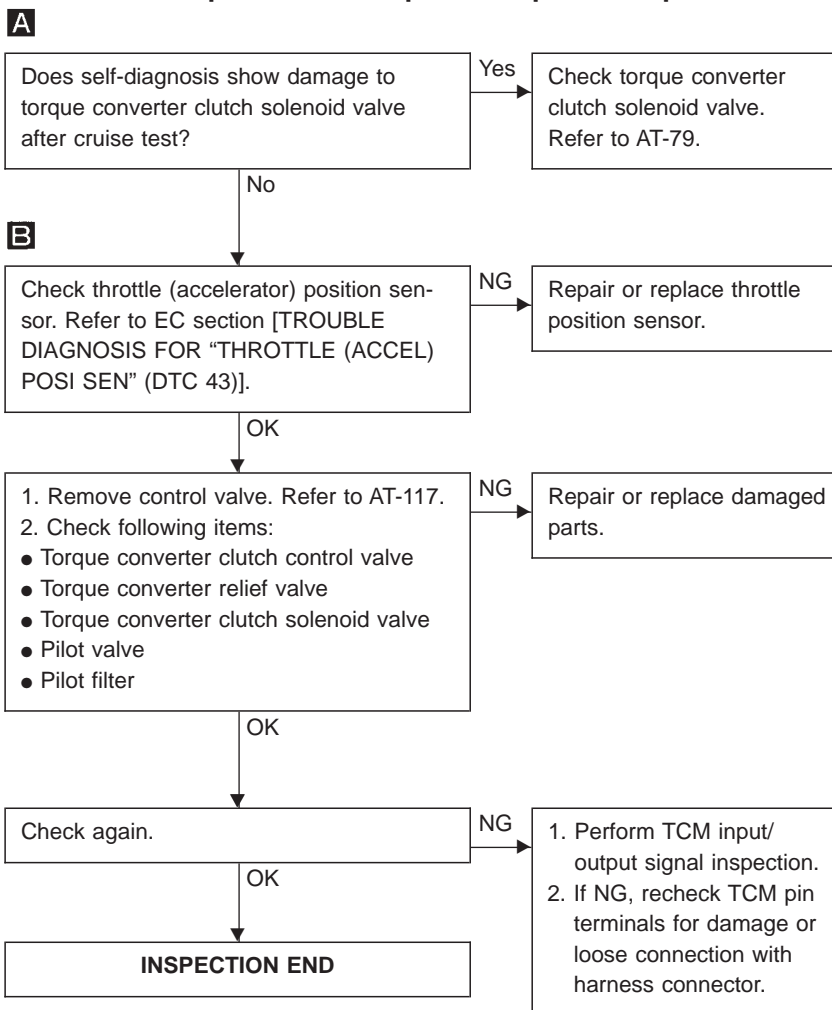 A
Does self-diagnosis show damage to
torque converter clutch solenoid valve
after cruise test?
Yes
Check torque converter
clutch solenoid valve.
Refer to AT-79.
No
B
Check throttle (accelerator) position sen-
sor. Refer to EC section [TROUBLE
DIAGNOSIS FOR “THROTTLE (ACCEL)
POSI SEN” (DTC 43)].
NG
Repair or replace throttle
position sensor.
OK
1. Remove control valve. Refer to AT-117.
2. Check following items:
● Torque converter clutch control valve
● Torque converter relief valve
● Torque converter clutch solenoid valve
● Pilot valve
● Pilot filter
NG
Repair or replace damaged
parts.
OK
Check again.
NG
1. Perform TCM input/
output signal inspection.
2. If NG, recheck TCM pin
terminals for damage or
loose connection with
harness connector.
OK
INSPECTION END